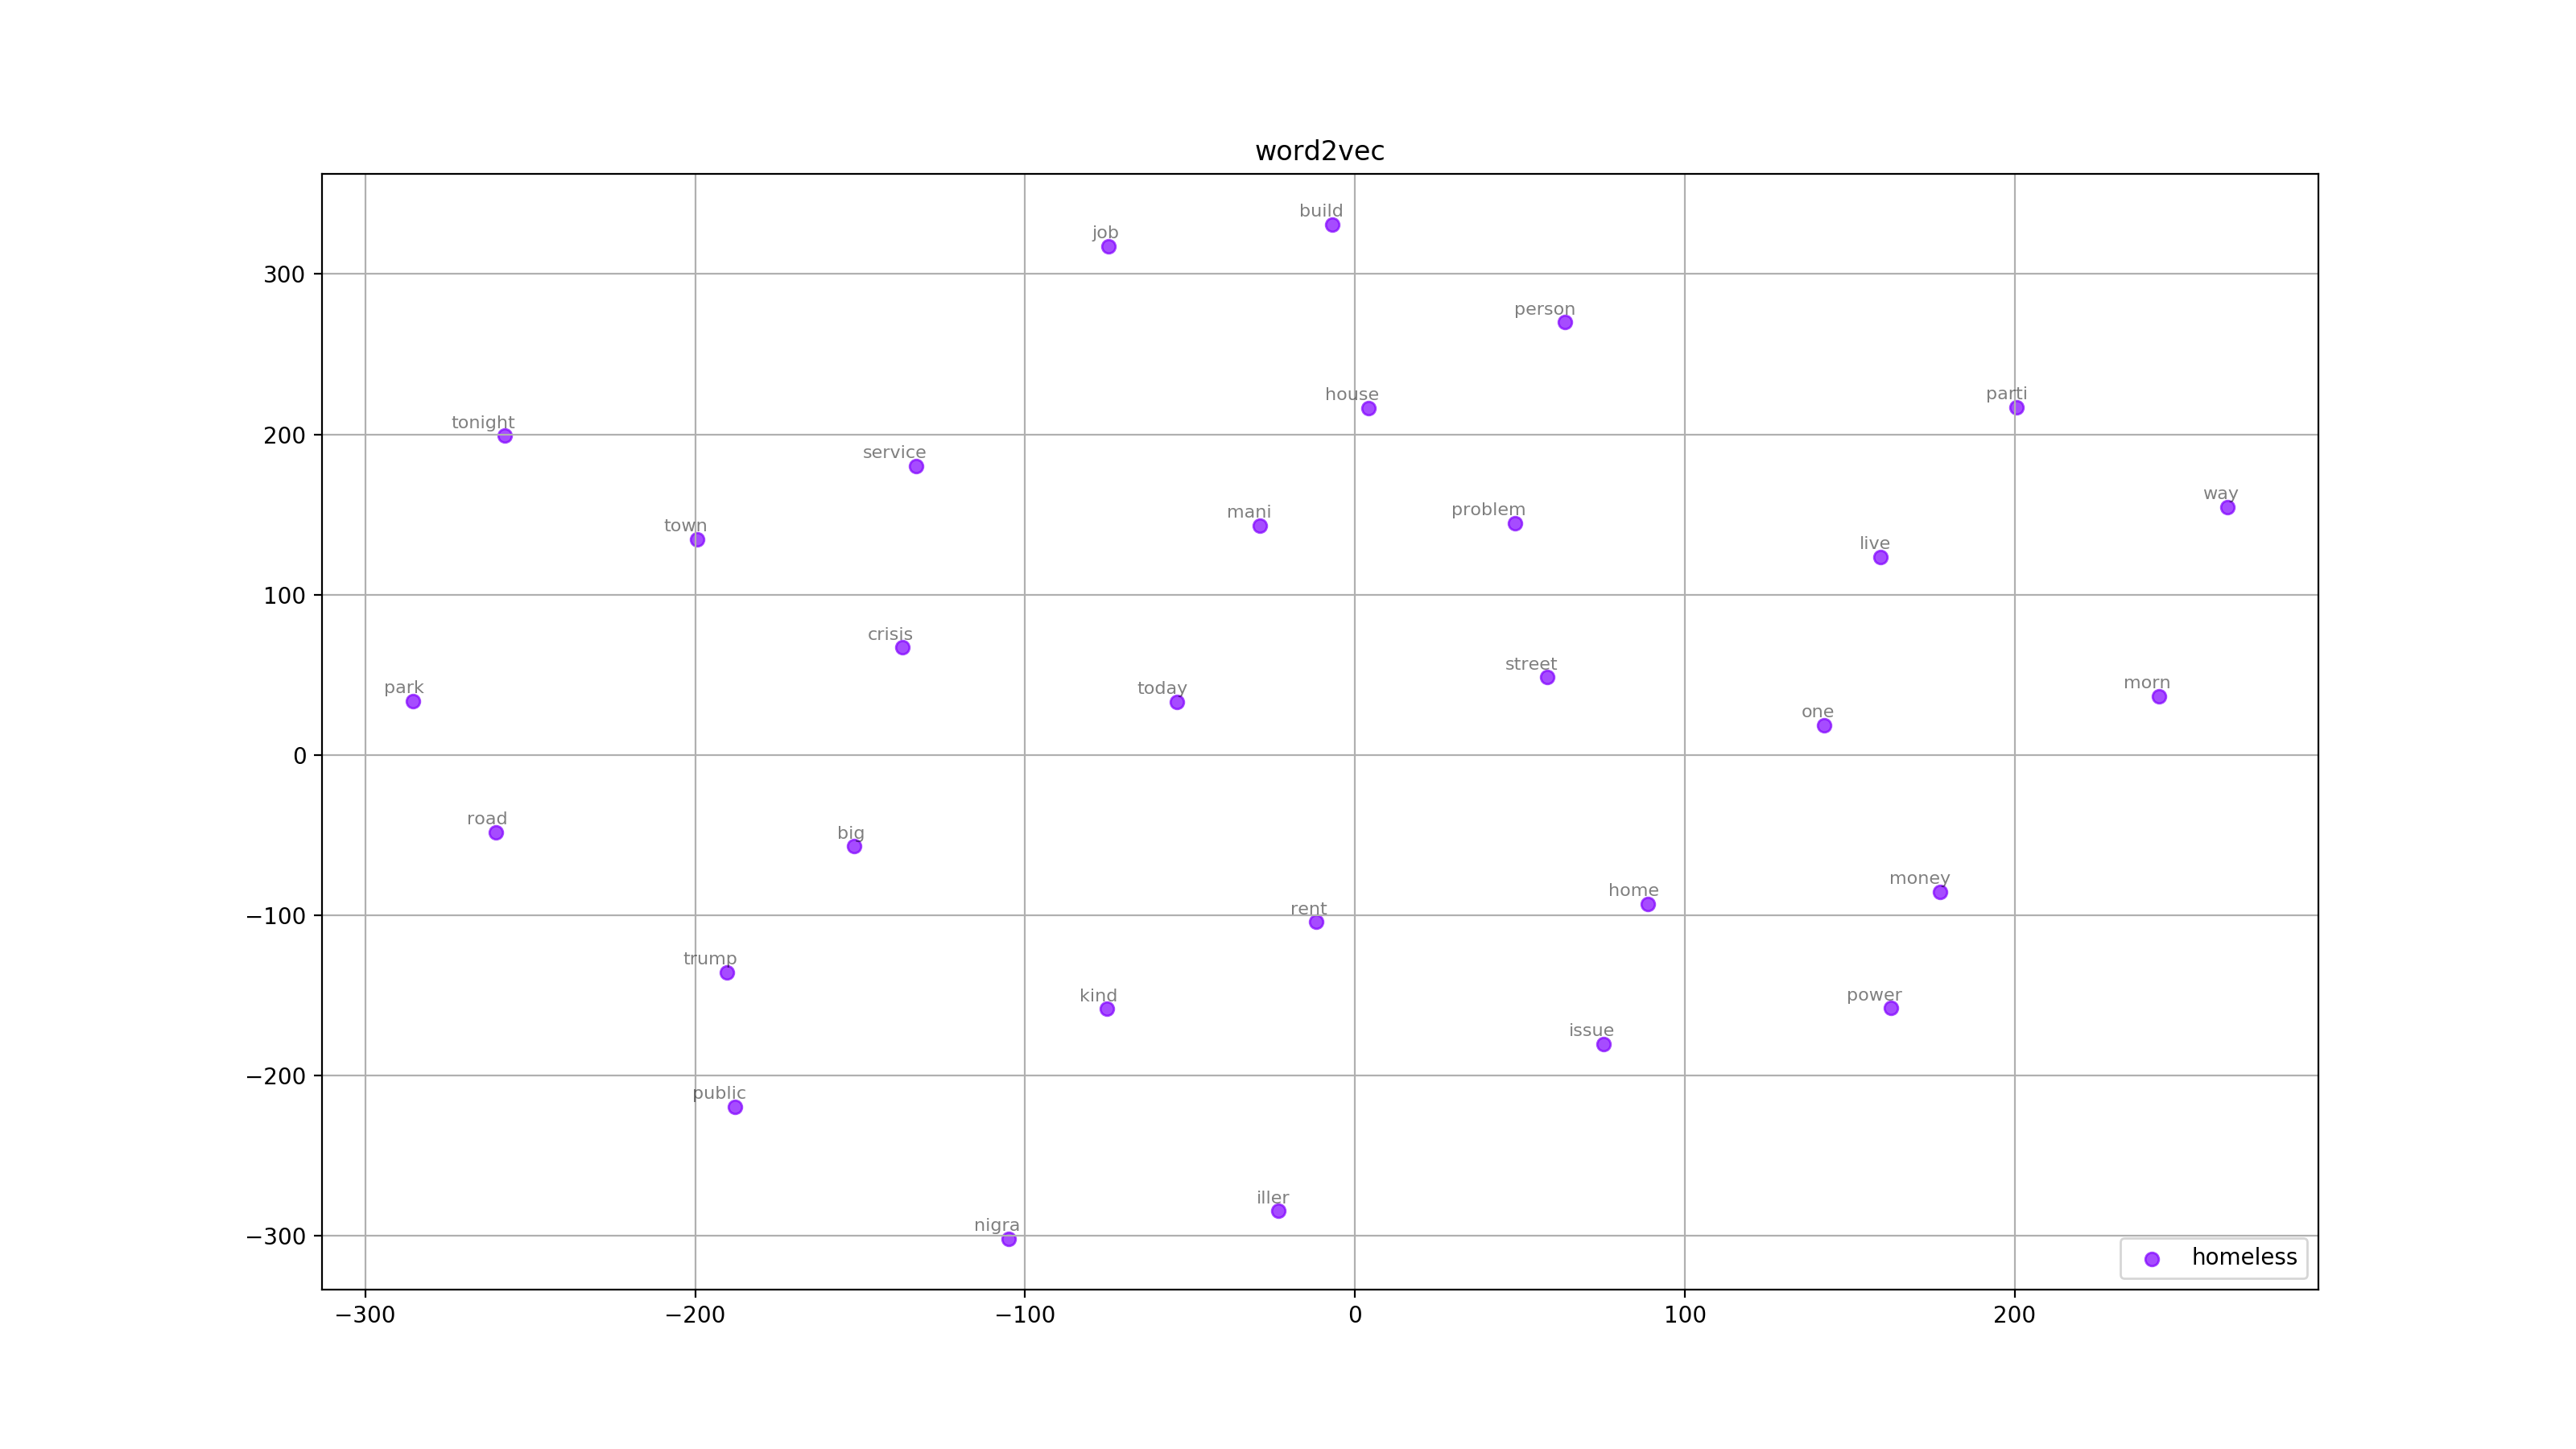 word2vec
build
job
person
house
parti
tonight
service
way
mani
problem
town
live
crisis
street
park
today
morn
one
road
big
money
home
rent
trump
kind
power
issue
public
iller
nigra
homeless
300
200
100
0
−100
−200
−300
−300
−200
−100
0
100
200